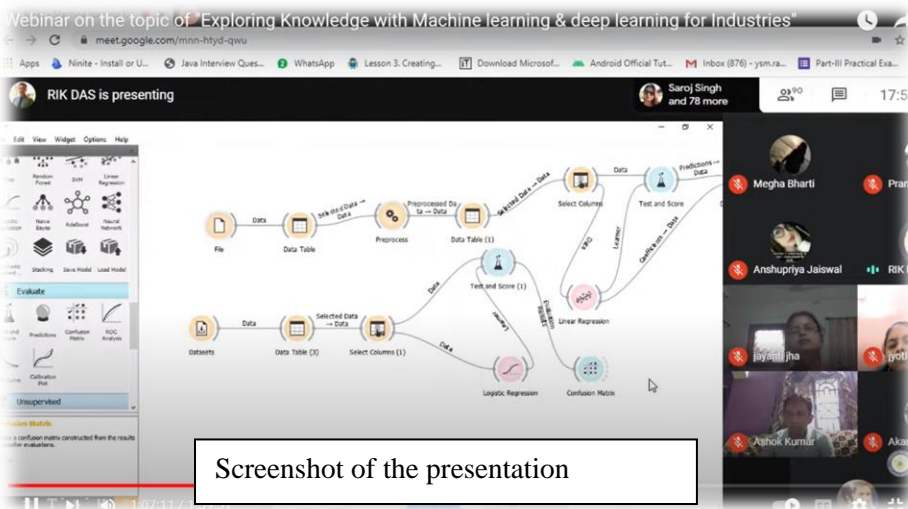 Webinar on the topic of "Exploring Knowledge with Machine learning & deep learning for Industries"
meet.google.com/mnn-htyd-qwu
Apps Ninite - Install or U... Java Interview Ques... WhatsApp Lesson 3. Creating... Download Microsof... Android Official Tut... Inbox (876) - ysm.ra... Part-III Practical Exa...
RIK DAS is presenting
Saroj Singh
and 78 more
90
17:5
Edit View Widget Options Help
Random Forest SVM Linear Regression
Naive Bayes AdaBoost Neural Network
Stacking Save Model Load Model
Evaluate
Predictions Confusion Matrix ROC Analysis
Calibration Plot
Unsupervised
File
Data
Data Table
Selected Data → Data
Preprocess
Preprocessed Data → Data
Data Table (1)
Selected Data → Data
Select Columns
Data
Test and Score
Predictions →
Data
Learner
Coefficients → Data
Linear Regression
Datasets
Data
Data Table (3)
Selected Data
→ Data
Select Columns (1)
Data
Test and Score (1)
Data
Learner
Logistic Regression
Evaluation Results
Confusion Matrix
Megha Bharti
Pran
Anshupriya Jaiswal
RIK
jayanti jha
jyoti
Ashok Kumar
Akan
Screenshot of the presentation